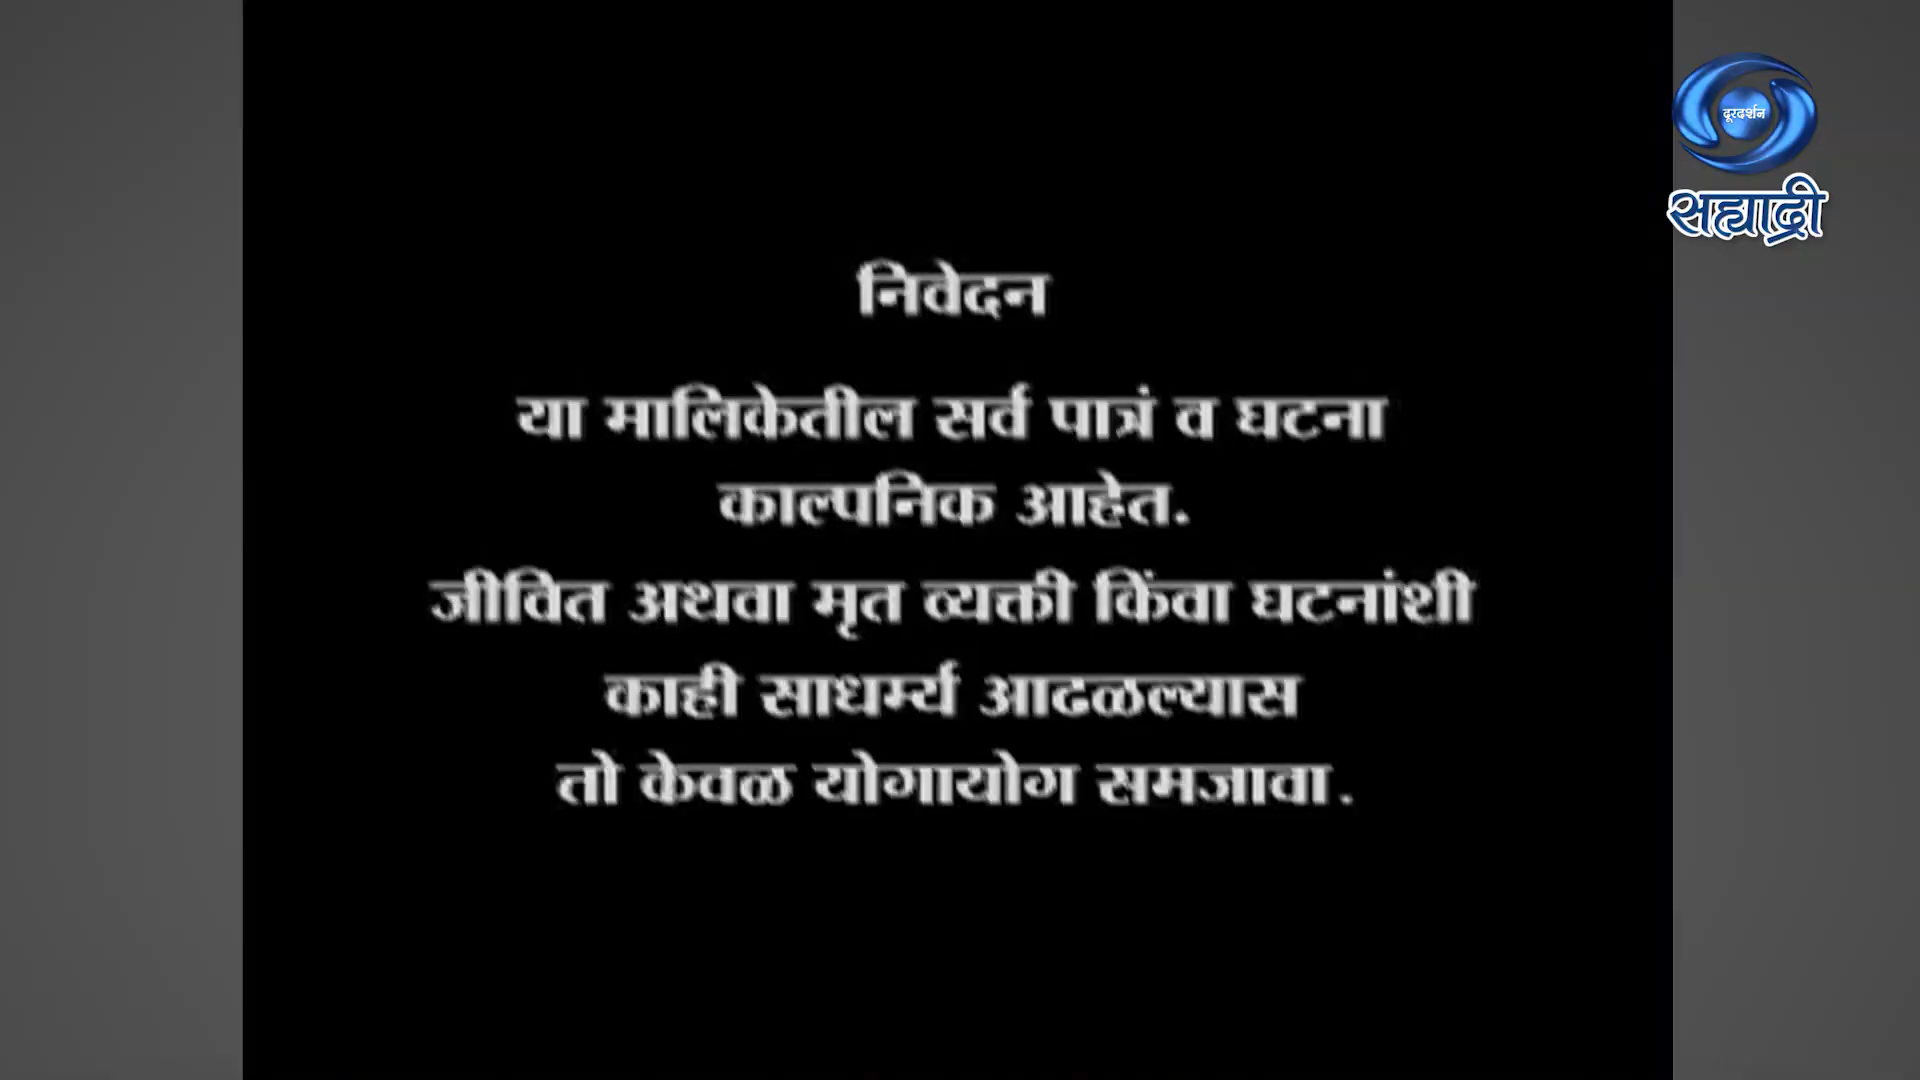 दूरदर्शन
सह्याद्री
निवेदन
या मालिकेतील सर्व पात्रं व घटना
काल्पनिक आहेत.
जीवित अथवा मृत व्यक्ती किंवा घटनांशी
काही साधर्म्य आढळल्यास
तो केवळ योगायोग समजावा.